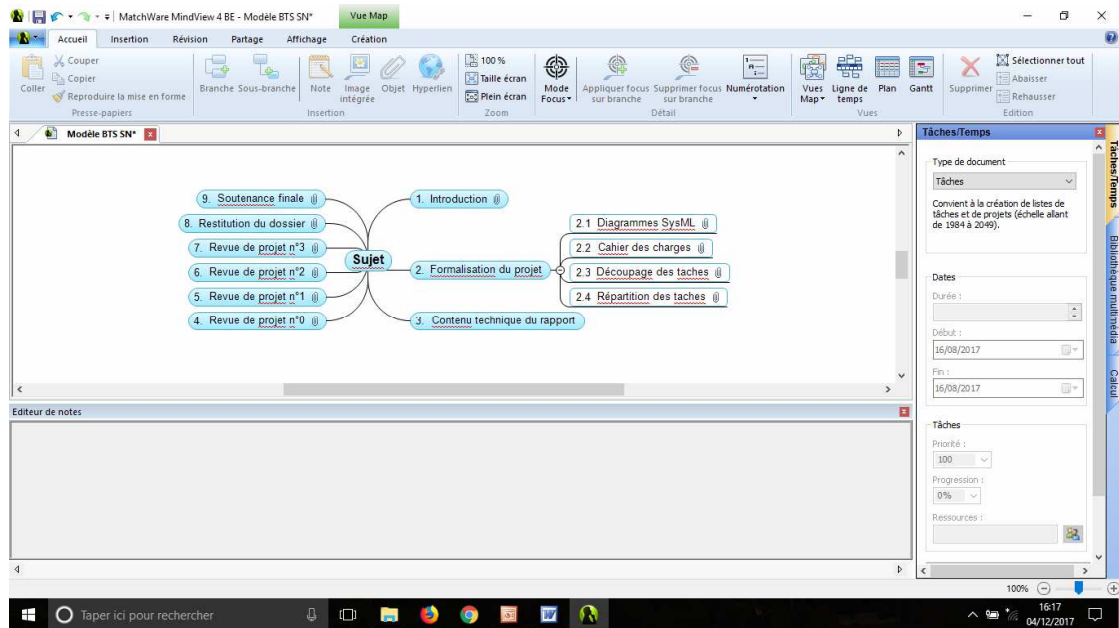 MatchWare MindView 4 BE - Modèle BTS SN*
Vue Map
Accueil Insertion Révision Partage Affichage Création
Coller
Couper
Copier
Reproduire la mise en forme
Presse-papiers
Branche Sous-branche Note Image intégrée Objet Hyperlien
Insertion
100 %
Taille écran
Plein écran
Zoom
Mode Focus
Appliquer focus sur branche
Supprimer focus sur branche
Numérotation
Détail
Vues Map
Ligne de temps
Plan
Gantt
Vues
Supprimer
Sélectionner tout
Abaisser
Rehausser
Edition
Modèle BTS SN*
Sujet
1. Introduction
2. Formalisation du projet
2.1 Diagrammes SysML
2.2 Cahier des charges
2.3 Découpage des taches
2.4 Répartition des taches
3. Contenu technique du rapport
4. Revue de projet n°0
5. Revue de projet n°1
6. Revue de projet n°2
7. Revue de projet n°3
8. Restitution du dossier
9. Soutenance finale
Editeur de notes
Tâches/Temps
Type de document
Tâches
Convient à la création de listes de
tâches et de projets (échelle allant
de 1984 à 2049).
Dates
Durée :
Début :
16/08/2017
Fin :
16/08/2017
Tâches
Priorité :
100
Progression :
0%
Ressources :
Tâches/Temps
Bibliothèque multimédia
Calcul
100%
Taper ici pour rechercher
16:17
04/12/2017